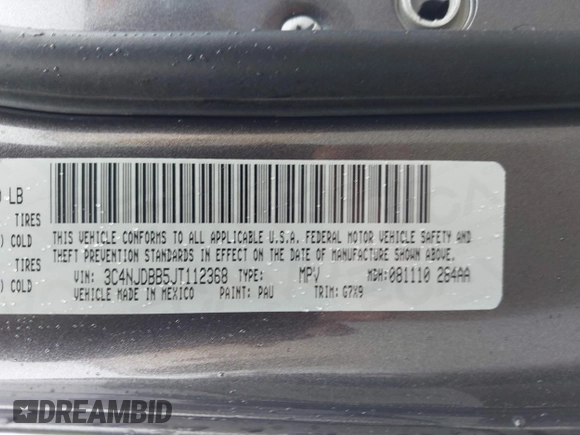 LB
TIRES
COLD
TIRES
COLD
THIS VEHICLE CONFORMS TO ALL APPLICABLE U.S.A. FEDERAL MOTOR VEHICLE SAFETY AND
THEFT PREVENTION STANDARDS IN EFFECT ON THE DATE OF MANUFACTURE SHOWN ABOVE.
VIN: 3C4NJDBB5JT112368 TYPE: MPV MDH: 081110 264AA
VEHICLE MADE IN MEXICO PAINT: PAU TRIM: G7X9
DREAMBID